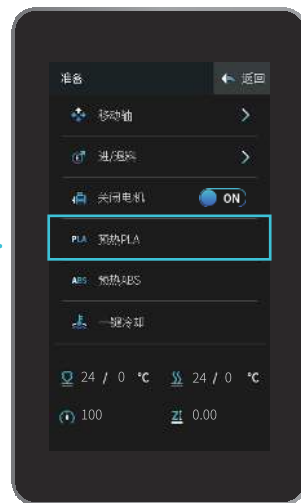 准备
返回
移动轴
进/退料
关闭电机 ON
PLA 预热PLA
ABS 预热ABS
一键冷却
24 / 0 °C 24 / 0 °C
100 Z 0.00